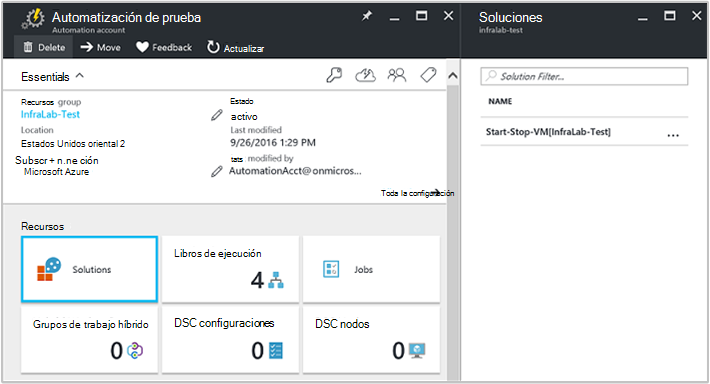 Automatización de prueba
Automation account
Delete
Move
Feedback
Actualizar
Essentials
Recursos group
InfraLab-Test
Location
Estados Unidos oriental 2
Subscr + n.ne ción
Microsoft Azure
Estado
activo
Last modified
9/26/2016 1:29 PM
tats modified by
AutomationAcct@onmicros...
Toda la configuración
Recursos
Solutions
Libros de ejecución
4
Jobs
Grupos de trabajo híbrido
0
DSC configuraciones
0
DSC nodos
0
Soluciones
infralab-test
Solution Filter...
NAME
Start-Stop-VM[InfraLab-Test]
...